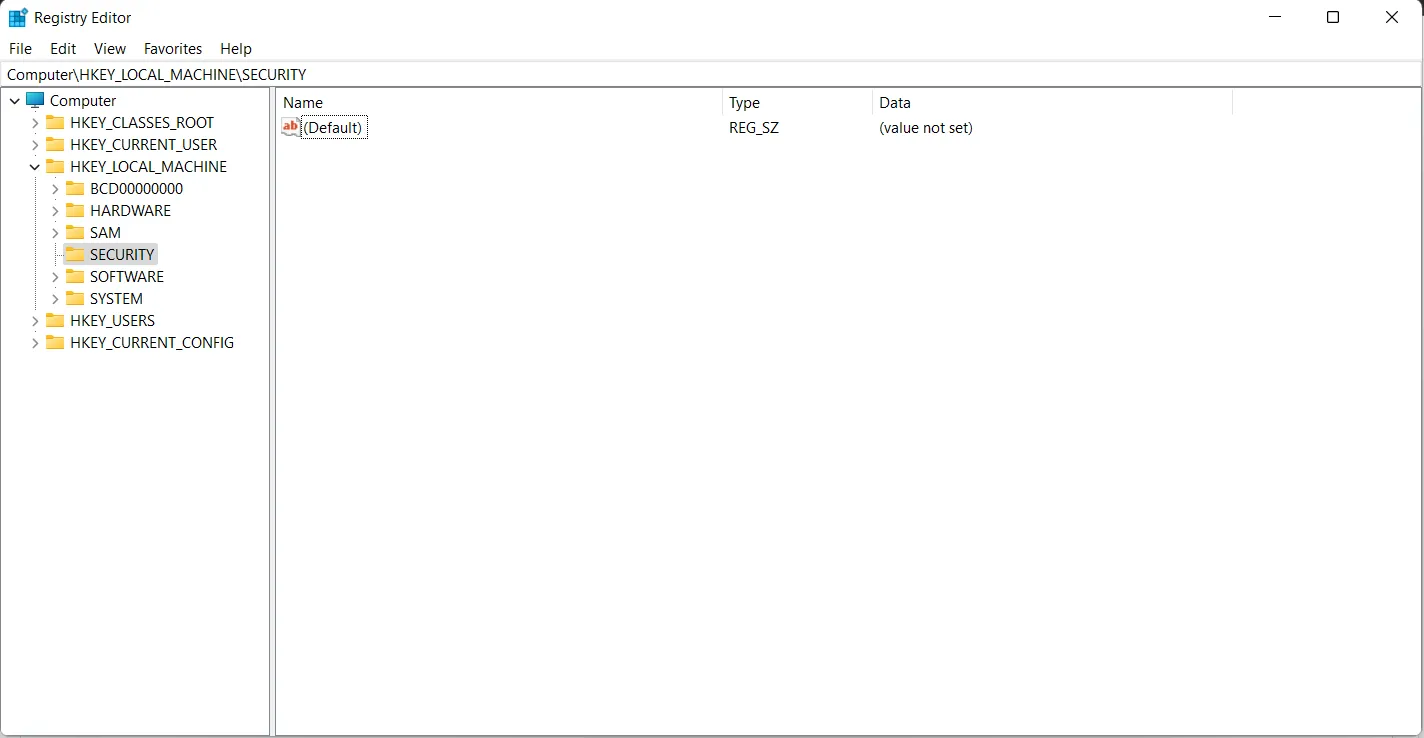 Registry Editor
File Edit View Favorites Help
Computer\HKEY_LOCAL_MACHINE\SECURITY
Computer
HKEY_CLASSES_ROOT
HKEY_CURRENT_USER
HKEY_LOCAL_MACHINE
BCD00000000
HARDWARE
SAM
SECURITY
SOFTWARE
SYSTEM
HKEY_USERS
HKEY_CURRENT_CONFIG
Name Type Data
ab (Default) REG_SZ (value not set)